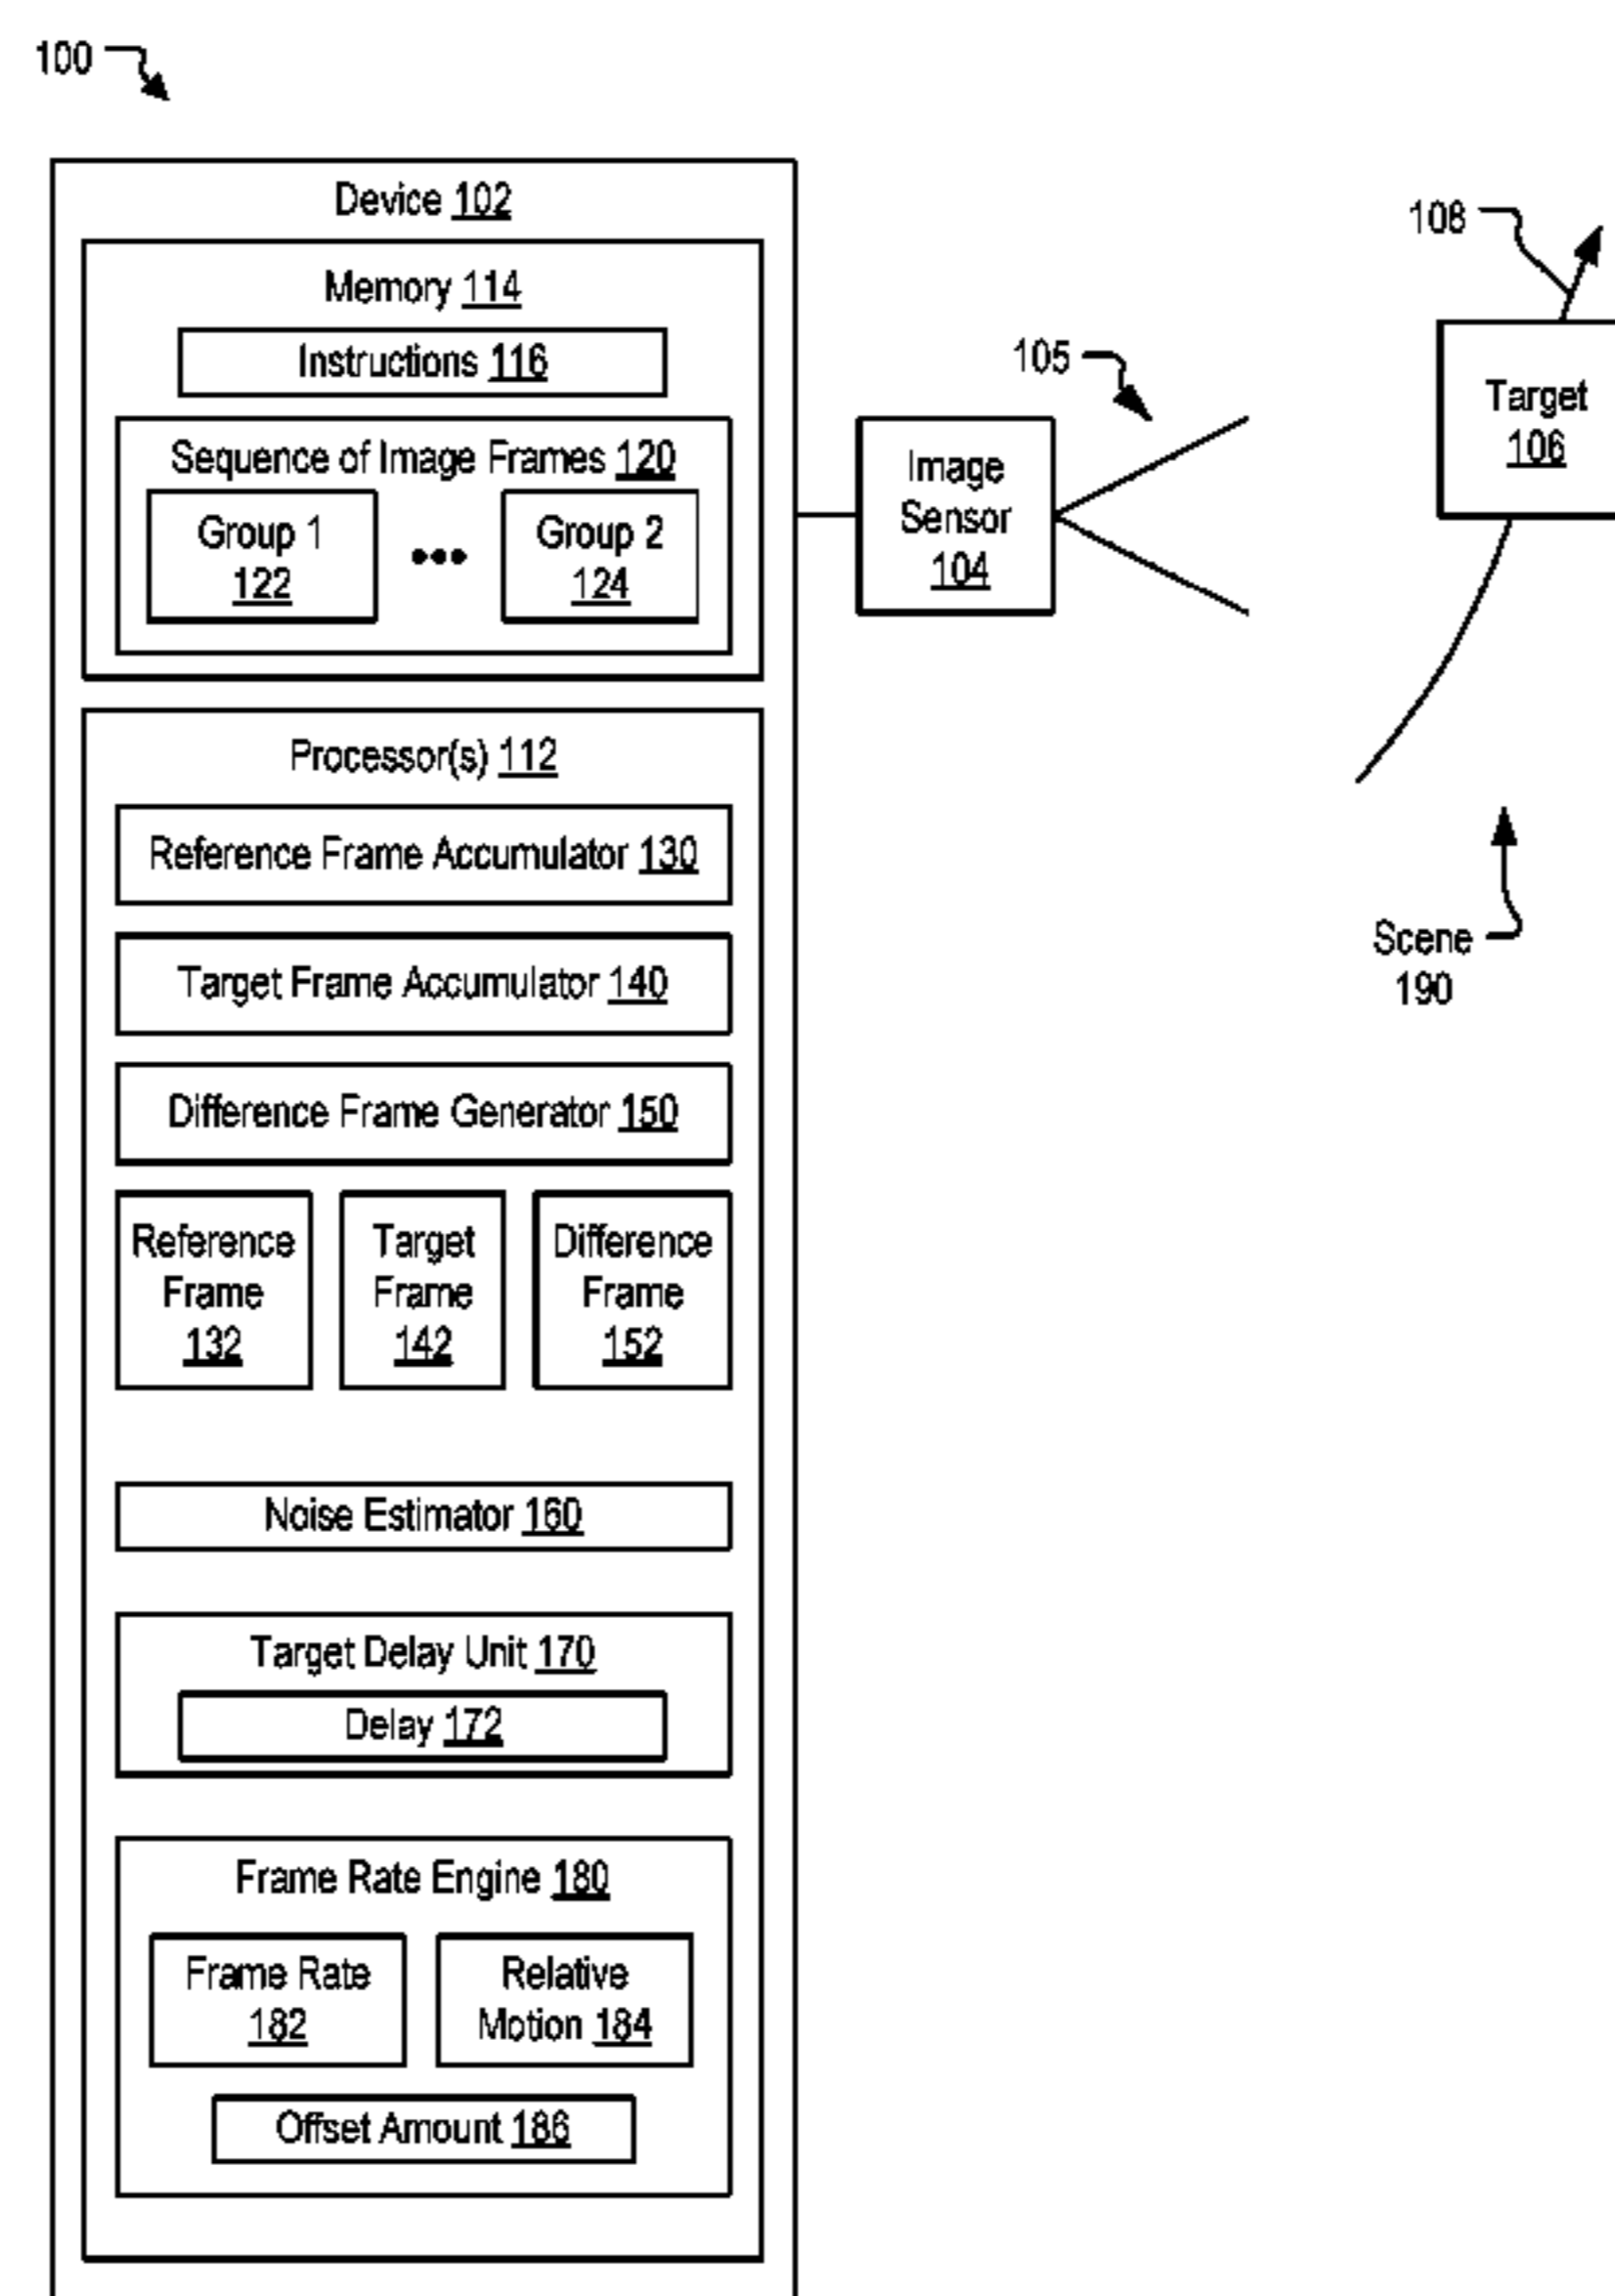 100
Device 102
Memory 114
Instructions 116
Sequence of Image Frames 120
Group 1
122
Group 2
124
Processor(s) 112
Reference Frame Accumulator 130
Target Frame Accumulator 140
Difference Frame Generator 150
Reference
Frame
132
Target
Frame
142
Difference
Frame
152
Noise Estimator 160
Target Delay Unit 170
Delay 172
Frame Rate Engine 180
Frame Rate
182
Relative
Motion 184
Offset Amount 186
Image
Sensor
104
105
108
Target
106
Scene
190